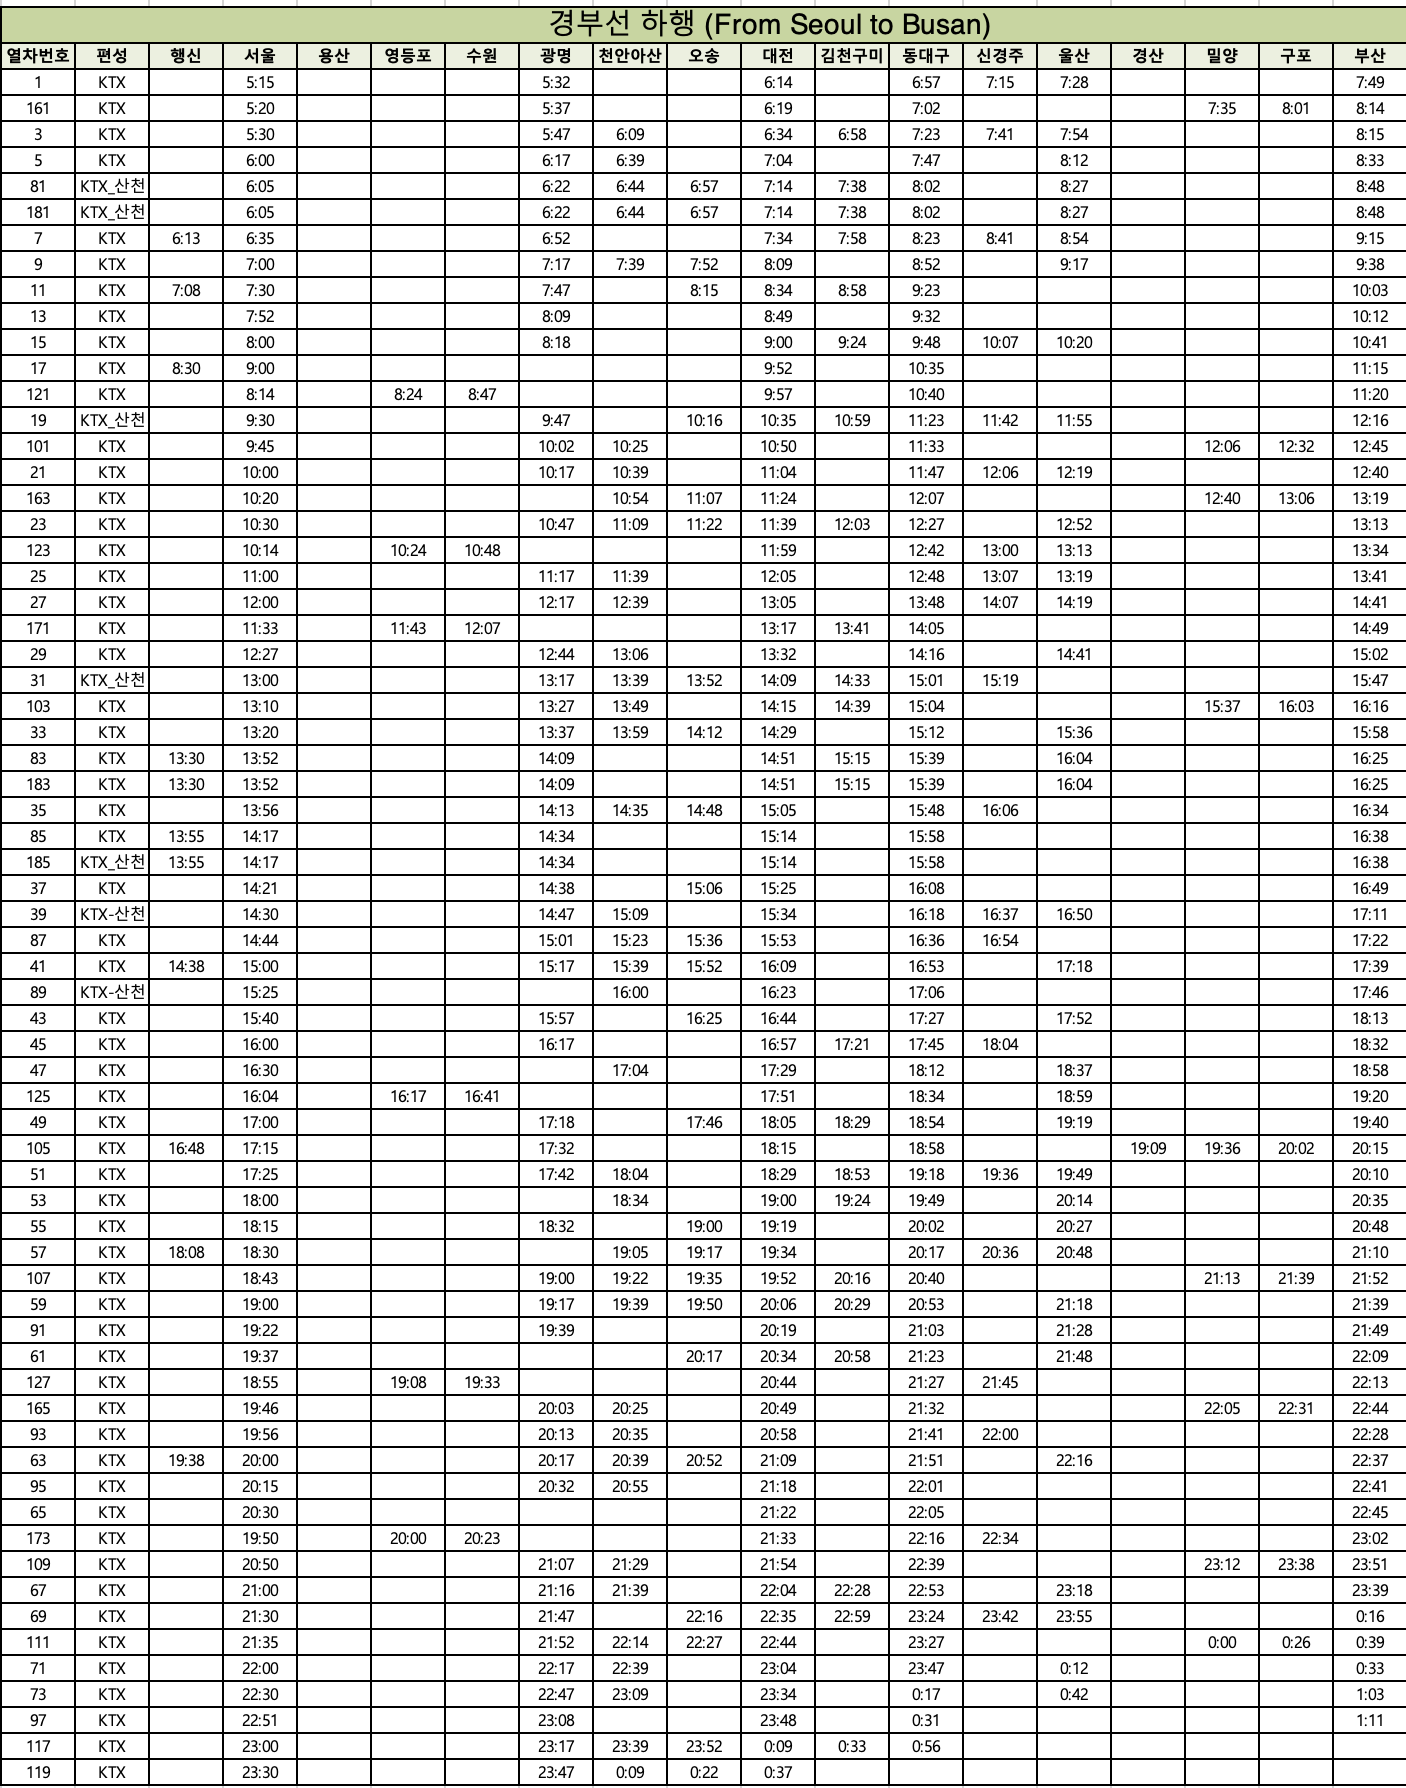 경부선 하행 (From Seoul to Busan)
열차번호 편성 행신 서울 용산 영등포 수원 광명 천안아산 오송 대전 김천구미 동대구 신경주 울산 경산 밀양 구포 부산
1 KTX 5:15 5:32 6:14 6:57 7:15 7:28 7:49
161 KTX 5:20 5:37 6:19 7:02 7:35 8:01 8:14
3 KTX 5:30 5:47 6:09 6:34 6:58 7:23 7:41 7:54 8:15
5 KTX 6:00 6:17 6:39 7:04 7:47 8:12 8:33
81 KTX_산천 6:05 6:22 6:44 6:57 7:14 7:38 8:02 8:27 8:48
181 KTX_산천 6:05 6:22 6:44 6:57 7:14 7:38 8:02 8:27 8:48
7 KTX 6:13 6:35 6:52 7:34 7:58 8:23 8:41 8:54 9:15
9 KTX 7:00 7:17 7:39 7:52 8:09 8:52 9:17 9:38
11 KTX 7:08 7:30 7:47 8:15 8:34 8:58 9:23 10:03
13 KTX 7:52 8:09 8:49 9:32 10:12
15 KTX 8:00 8:18 9:00 9:24 9:48 10:07 10:20 10:41
17 KTX 8:30 9:00 9:52 10:35 11:15
121 KTX 8:14 8:24 8:47 9:57 10:40 11:20
19 KTX_산천 9:30 9:47 10:16 10:35 10:59 11:23 11:42 11:55 12:16
101 KTX 9:45 10:02 10:25 10:50 11:33 12:06 12:32 12:45
21 KTX 10:00 10:17 10:39 11:04 11:47 12:06 12:19 12:40
163 KTX 10:20 10:54 11:07 11:24 12:07 12:40 13:06 13:19
23 KTX 10:30 10:47 11:09 11:22 11:39 12:03 12:27 12:52 13:13
123 KTX 10:14 10:24 10:48 11:59 12:42 13:00 13:13 13:34
25 KTX 11:00 11:17 11:39 12:05 12:48 13:07 13:19 13:41
27 KTX 12:00 12:17 12:39 13:05 13:48 14:07 14:19 14:41
171 KTX 11:33 11:43 12:07 13:17 13:41 14:05 14:49
29 KTX 12:27 12:44 13:06 13:32 14:16 14:41 15:02
31 KTX_산천 13:00 13:17 13:39 13:52 14:09 14:33 15:01 15:19 15:47
103 KTX 13:10 13:27 13:49 14:15 14:39 15:04 15:37 16:03 16:16
33 KTX 13:20 13:37 13:59 14:12 14:29 15:12 15:36 15:58
83 KTX 13:30 13:52 14:09 14:51 15:15 15:39 16:04 16:25
183 KTX 13:30 13:52 14:09 14:51 15:15 15:39 16:04 16:25
35 KTX 13:56 14:13 14:35 14:48 15:05 15:48 16:06 16:34
85 KTX 13:55 14:17 14:34 15:14 15:58 16:38
185 KTX_산천 13:55 14:17 14:34 15:14 15:58 16:38
37 KTX 14:21 14:38 15:06 15:25 16:08 16:49
39 KTX-산천 14:30 14:47 15:09 15:34 16:18 16:37 16:50 17:11
87 KTX 14:44 15:01 15:23 15:36 15:53 16:36 16:54 17:22
41 KTX 14:38 15:00 15:17 15:39 15:52 16:09 16:53 17:18 17:39
89 KTX-산천 15:25 16:00 16:23 17:06 17:46
43 KTX 15:40 15:57 16:25 16:44 17:27 17:52 18:13
45 KTX 16:00 16:17 16:57 17:21 17:45 18:04 18:32
47 KTX 16:30 17:04 17:29 18:12 18:37 18:58
125 KTX 16:04 16:17 16:41 17:51 18:34 18:59 19:20
49 KTX 17:00 17:18 17:46 18:05 18:29 18:54 19:19 19:40
105 KTX 16:48 17:15 17:32 18:15 18:58 19:09 19:36 20:02 20:15
51 KTX 17:25 17:42 18:04 18:29 18:53 19:18 19:36 19:49 20:10
53 KTX 18:00 18:34 19:00 19:24 19:49 20:14 20:35
55 KTX 18:15 18:32 19:00 19:19 20:02 20:27 20:48
57 KTX 18:08 18:30 19:05 19:17 19:34 20:17 20:36 20:48 21:10
107 KTX 18:43 19:00 19:22 19:35 19:52 20:16 20:40 21:13 21:39 21:52
59 KTX 19:00 19:17 19:39 19:50 20:06 20:29 20:53 21:18 21:39
91 KTX 19:22 19:39 20:19 21:03 21:28 21:49
61 KTX 19:37 20:17 20:34 20:58 21:23 21:48 22:09
127 KTX 18:55 19:08 19:33 20:44 21:27 21:45 22:13
165 KTX 19:46 20:03 20:25 20:49 21:32 22:05 22:31 22:44
93 KTX 19:56 20:13 20:35 20:58 21:41 22:00 22:28
63 KTX 19:38 20:00 20:17 20:39 20:52 21:09 21:51 22:16 22:37
95 KTX 20:15 20:32 20:55 21:18 22:01 22:41
65 KTX 20:30 21:22 22:05 22:45
173 KTX 19:50 20:00 20:23 21:33 22:16 22:34 23:02
109 KTX 20:50 21:07 21:29 21:54 22:39 23:12 23:38 23:51
67 KTX 21:00 21:16 21:39 22:04 22:28 22:53 23:18 23:39
69 KTX 21:30 21:47 22:16 22:35 22:59 23:24 23:42 23:55 0:16
111 KTX 21:35 21:52 22:14 22:27 22:44 23:27 0:00 0:26 0:39
71 KTX 22:00 22:17 22:39 23:04 23:47 0:12 0:33
73 KTX 22:30 22:47 23:09 23:34 0:17 0:42 1:03
97 KTX 22:51 23:08 23:48 0:31 1:11
117 KTX 23:00 23:17 23:39 23:52 0:09 0:33 0:56
119 KTX 23:30 23:47 0:09 0:22 0:37